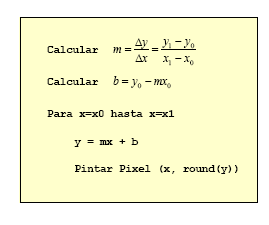 Calcular m = Δy/Δx = (y₁ − y₀)/(x₁ − x₀)
Calcular b = y₀ − mx₀
Para x=x0 hasta x=x1
y = mx + b
Pintar Pixel (x, round(y))